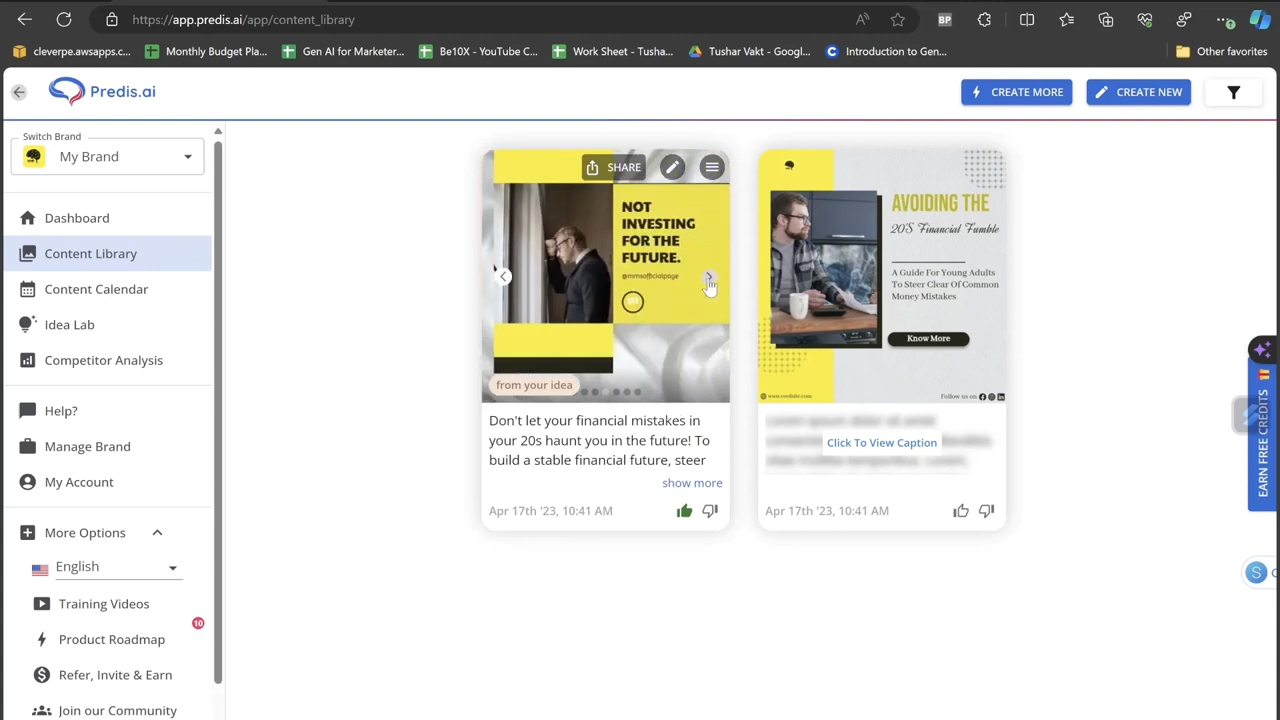 https://app.predis.ai/app/content_library
BP
cleverpe.awsapps.c...
Monthly Budget Pla...
Gen AI for Marketer...
Be10X - YouTube C...
Work Sheet - Tusha...
Tushar Vakt - Googl...
Introduction to Gen...
Other favorites
Predis.ai
CREATE MORE
CREATE NEW
Switch Brand
My Brand
Dashboard
Content Library
Content Calendar
Idea Lab
Competitor Analysis
Help?
Manage Brand
My Account
More Options
English
Training Videos
10
Product Roadmap
Refer, Invite & Earn
Join our Community
SHARE
NOT
INVESTING
FOR THE
FUTURE.
@mmsofficialpage
03
from your idea
Don't let your financial mistakes in
your 20s haunt you in the future! To
build a stable financial future, steer
show more
Apr 17th '23, 10:41 AM
AVOIDING THE
20S Financial Fumble
A Guide For Young Adults
To Steer Clear Of Common
Money Mistakes
Know More
Follow us on
Click To View Caption
Apr 17th '23, 10:41 AM
EARN FREE CREDITS